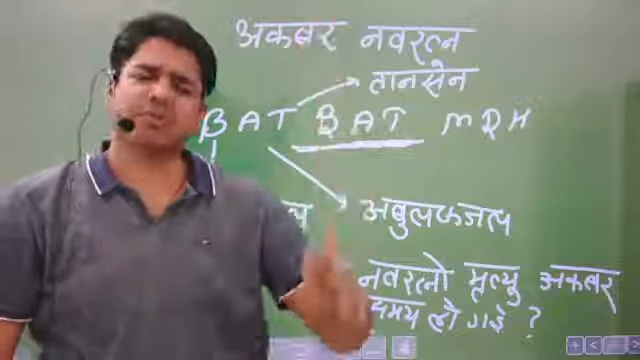 अकबर नवरत्न
तानसेन
BAT BAT MRH
अबुलफजल
नवरत्नो मृत्यु अकबर
समय हो गई ?